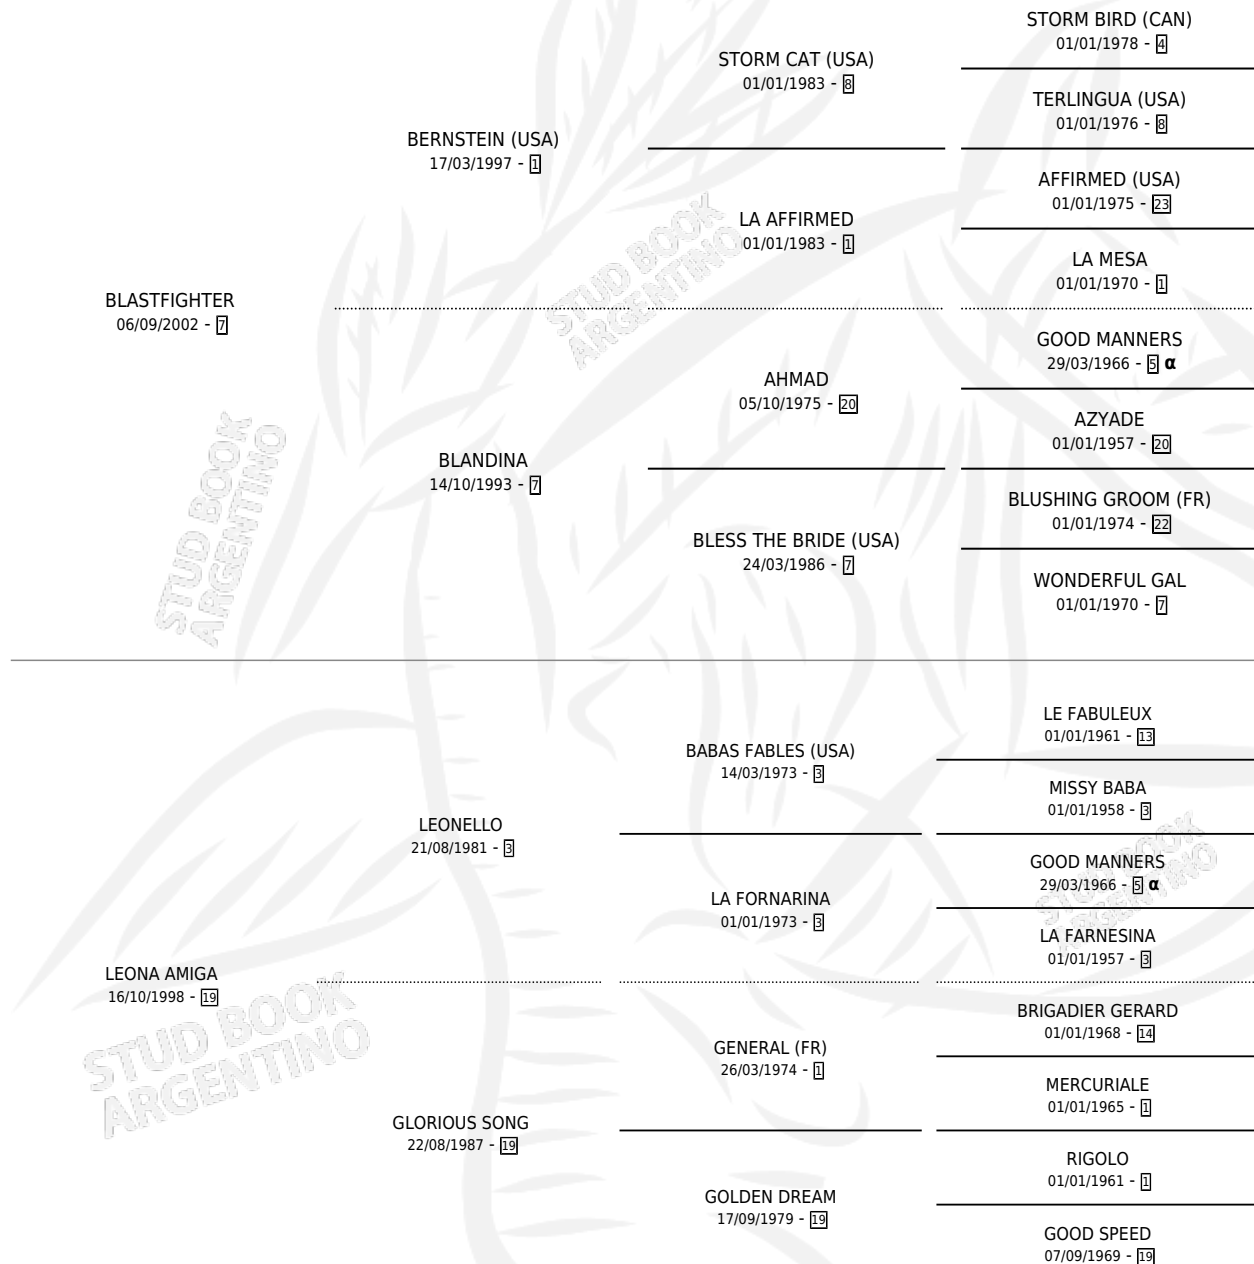 STORM BIRD (CAN)
01/01/1978 - 4
STORM CAT (USA)
01/01/1983 - 8
TERLINGUA (USA)
01/01/1976 - 8
BERNSTEIN (USA)
17/03/1997 - 1
AFFIRMED (USA)
01/01/1975 - 23
LA AFFIRMED
01/01/1983 - 1
LA MESA
01/01/1970 - 1
BLASTFIGHTER
06/09/2002 - 7
GOOD MANNERS
29/03/1966 - 5 α
AHMAD
05/10/1975 - 20
AZYADE
01/01/1957 - 20
BLANDINA
14/10/1993 - 7
BLUSHING GROOM (FR)
01/01/1974 - 22
BLESS THE BRIDE (USA)
24/03/1986 - 7
WONDERFUL GAL
01/01/1970 - 7
LE FABULEUX
01/01/1961 - 13
BABAS FABLES (USA)
14/03/1973 - 3
MISSY BABA
01/01/1958 - 3
LEONELLO
21/08/1981 - 3
GOOD MANNERS
29/03/1966 - 5 α
LA FORNARINA
01/01/1973 - 3
LA FARNESINA
01/01/1957 - 3
LEONA AMIGA
16/10/1998 - 19
BRIGADIER GERARD
01/01/1968 - 14
GENERAL (FR)
26/03/1974 - 1
MERCURIALE
01/01/1965 - 1
GLORIOUS SONG
22/08/1987 - 19
RIGOLO
01/01/1961 - 1
GOLDEN DREAM
17/09/1979 - 19
GOOD SPEED
07/09/1969 - 19
STUD BOOK
ARGENTINO
STUD BOOK
ARGENTINO
STUD BOOK
ARGENTINO
STUD BOOK
ARGENTINO